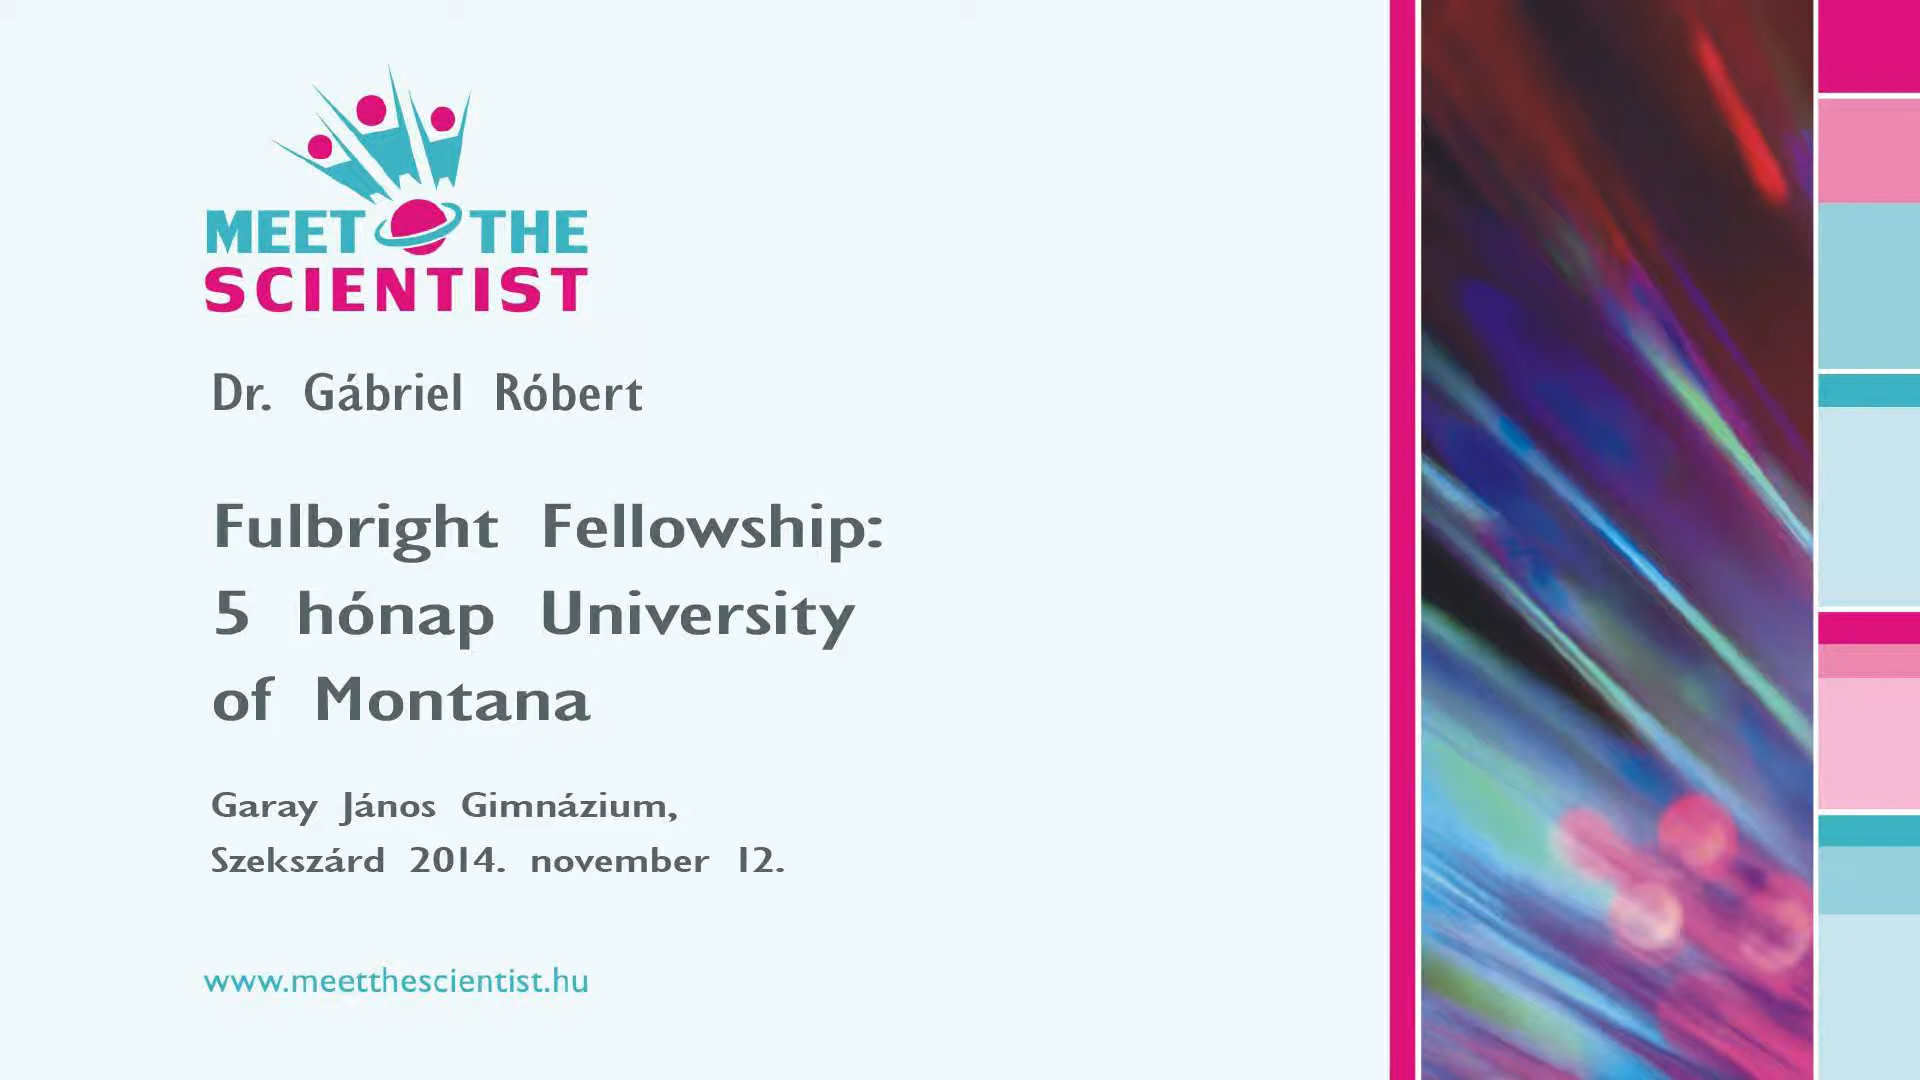 MEET THE
SCIENTIST
Dr. Gábriel Róbert
Fulbright Fellowship:
5 hónap University
of Montana
Garay János Gimnázium,
Szekszárd 2014. november 12.
www.meetthescientist.hu